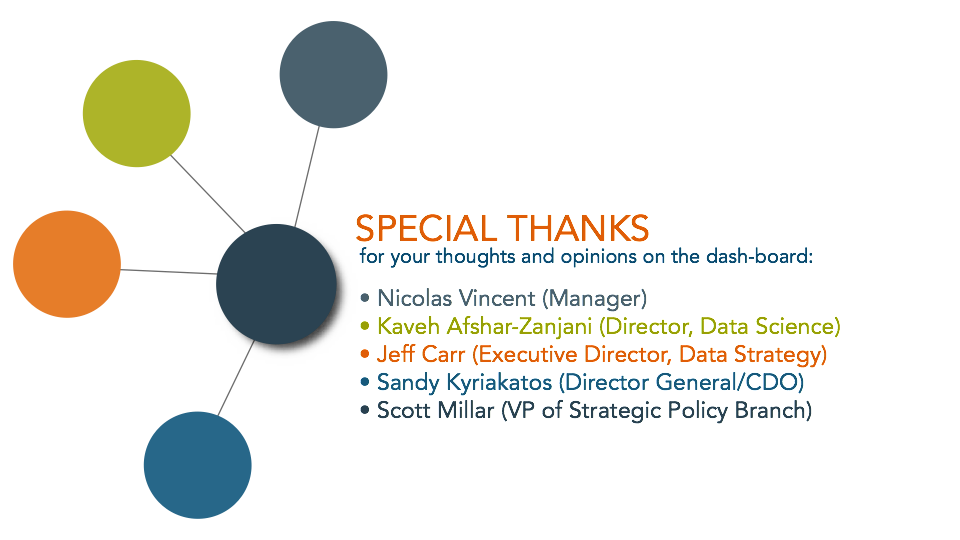 SPECIAL THANKS
for your thoughts and opinions on the dash-board:
• Nicolas Vincent (Manager)
• Kaveh Afshar-Zanjani (Director, Data Science)
• Jeff Carr (Executive Director, Data Strategy)
• Sandy Kyriakatos (Director General/CDO)
• Scott Millar (VP of Strategic Policy Branch)